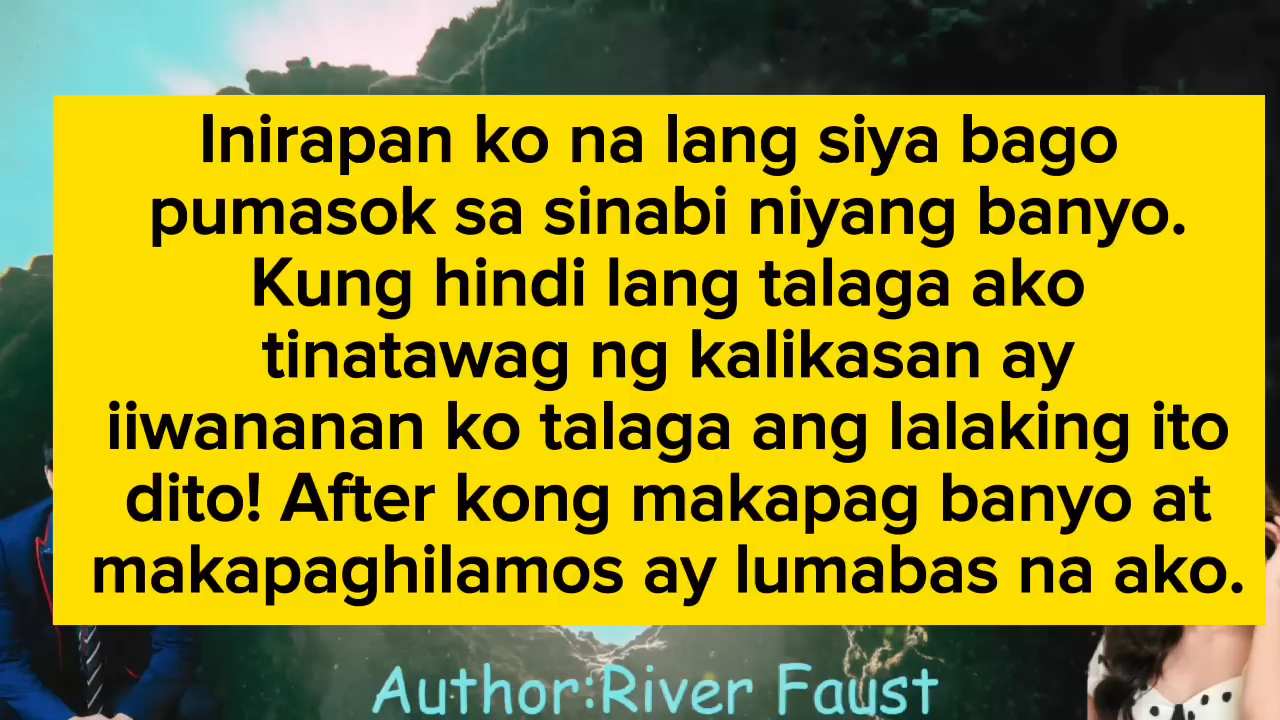 Inirapan ko na lang siya bago
pumasok sa sinabi niyang banyo.
Kung hindi lang talaga ako
tinatawag ng kalikasan ay
iiwananan ko talaga ang lalaking ito
dito! After kong makapag banyo at
makapaghilamos ay lumabas na ako.
Author:River Faust